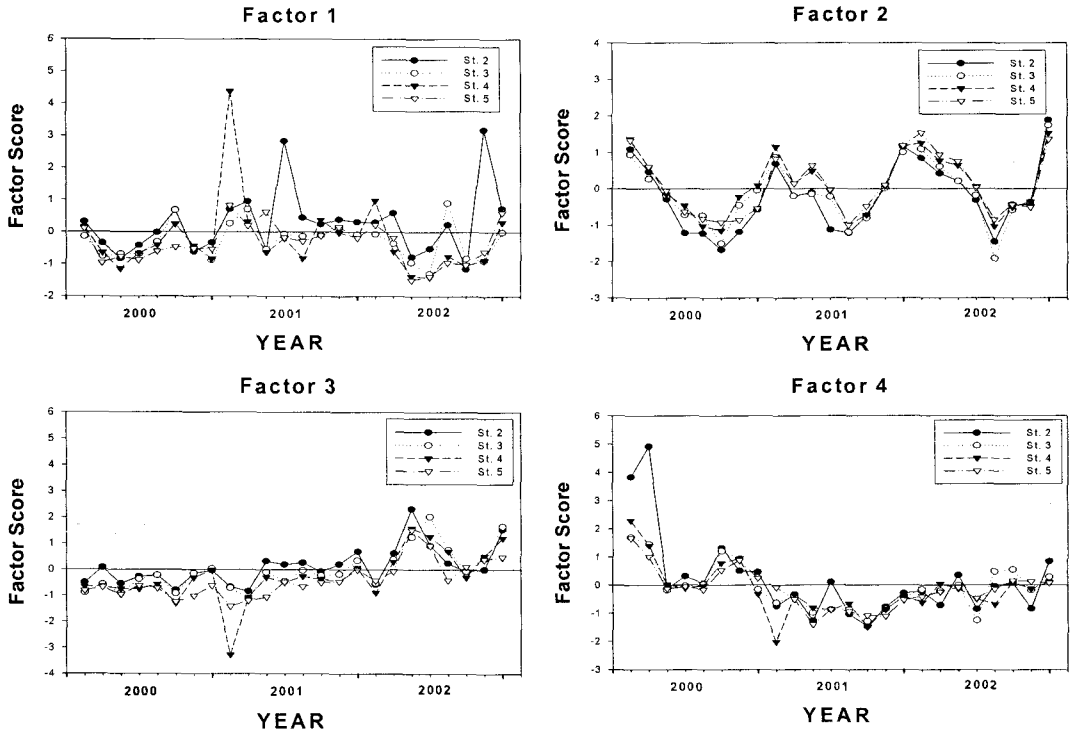 Factor 1
6
5
4
3
2
1
0
-1
-2
Factor Score
St. 2
St. 3
St. 4
St. 5
2000 2001 2002
YEAR
Factor 2
4
3
2
1
0
-1
-2
-3
Factor Score
St. 2
St. 3
St. 4
St. 5
2000 2001 2002
YEAR
Factor 3
6
5
4
3
2
1
0
-1
-2
-3
-4
Factor Score
St. 2
St. 3
St. 4
St. 5
2000 2001 2002
YEAR
Factor 4
6
5
4
3
2
1
0
-1
-2
-3
Factor Score
St. 2
St. 3
St. 4
St. 5
2000 2001 2002
YEAR